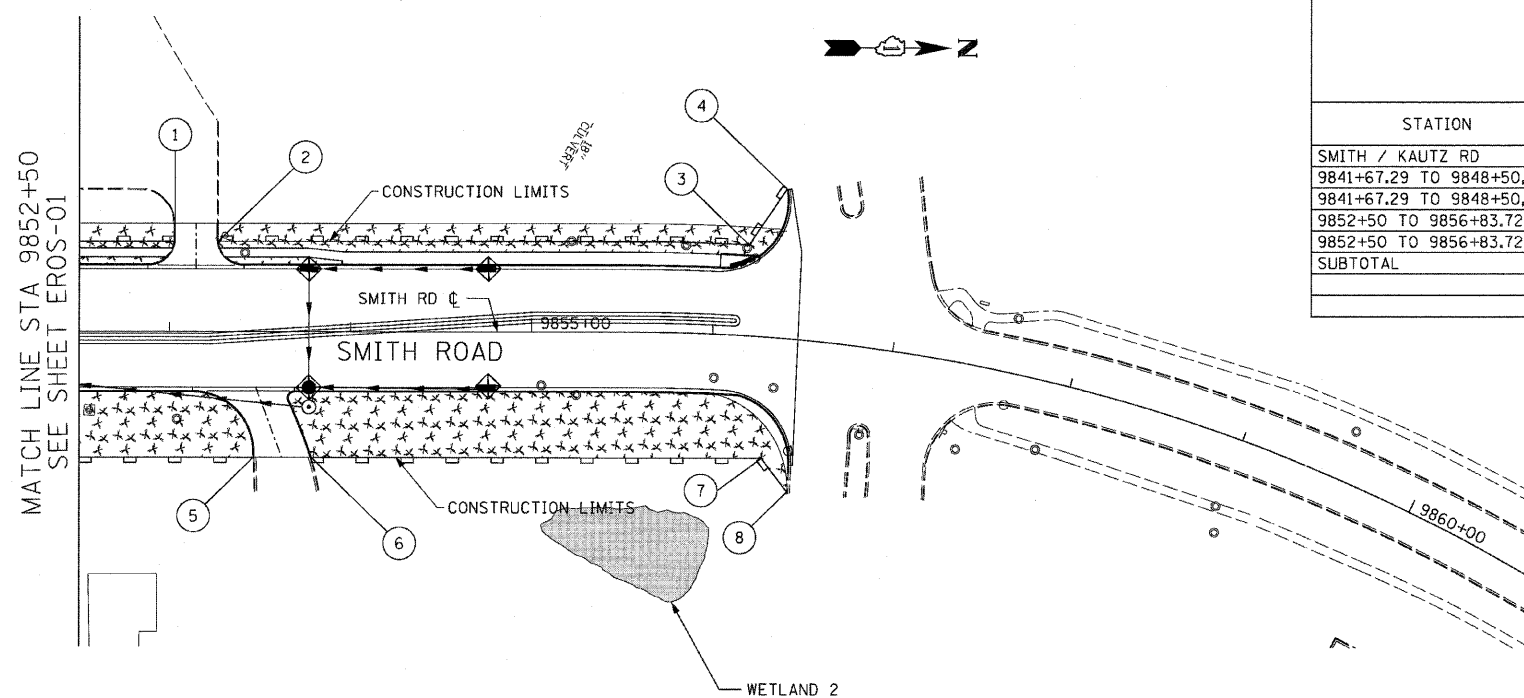 MATCH LINE STA 9852+50
SEE SHEET EROS-01
1
2
3
4
18"
CULVERT
CONSTRUCTION LIMITS
N
SMITH RD ℄
9855+00
SMITH ROAD
5
6
7
8
CONSTRUCTION LIMITS
WETLAND 2
9860+00
STATION
SMITH / KAUTZ RD
9841+67.29 TO 9848+50,
9841+67.29 TO 9848+50,
9852+50 TO 9856+83.72
9852+50 TO 9856+83.72
SUBTOTAL